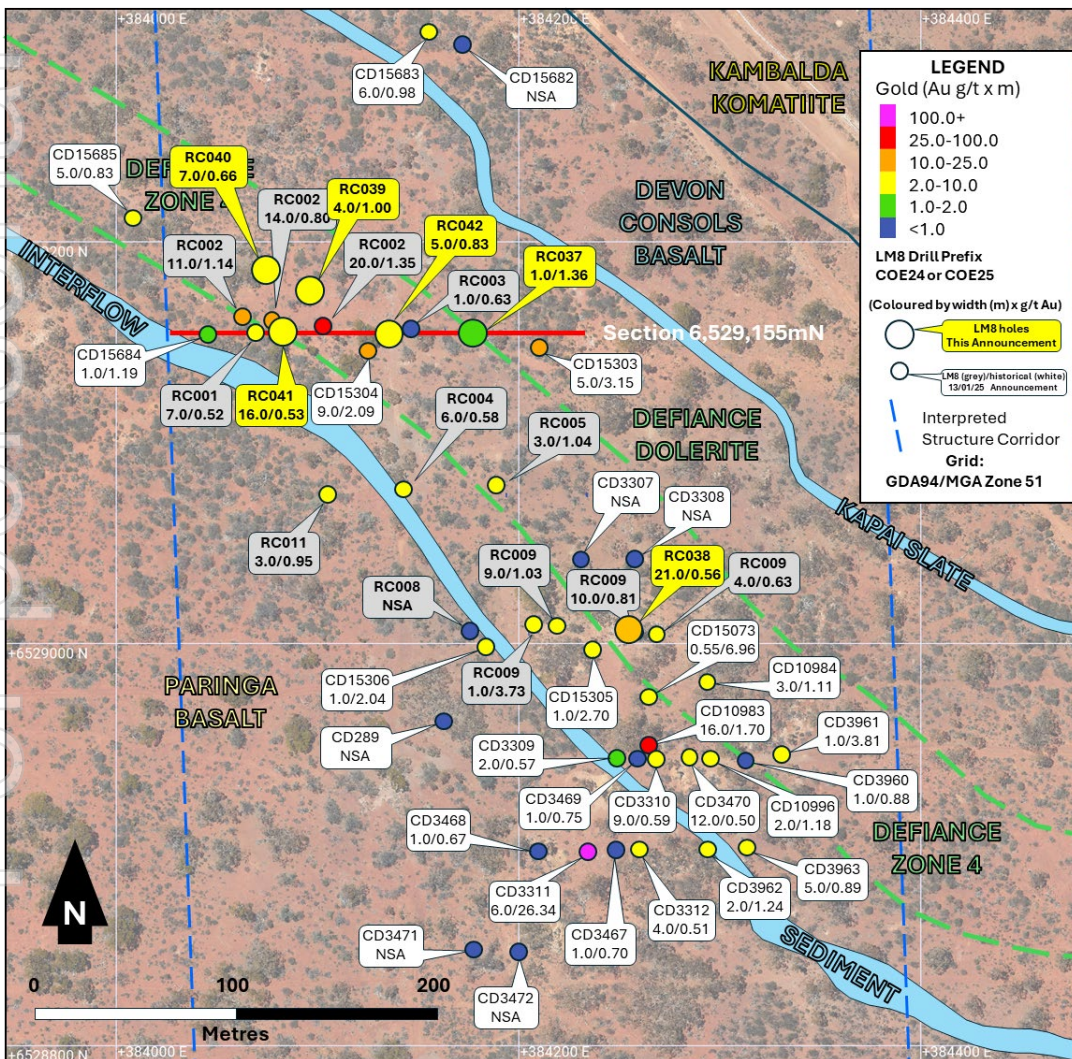 +384000 E
+384200 E
+384400 E
CD15683
6.0/0.98
CD15682
NSA
KAMBALDA
KOMATIITE
LEGEND
Gold (Au g/t x m)
100.0+
25.0-100.0
10.0-25.0
2.0-10.0
1.0-2.0
<1.0
LM8 Drill Prefix
COE24 or COE25
(Coloured by width (m) x g/t Au)
LM8 holes
This Announcement
LM8 (grey)/historical (white)
13/01/25 Announcement
Interpreted
Structure Corridor
Grid:
GDA94/MGA Zone 51
CD15685
5.0/0.83
RC040
7.0/0.66
RC002
14.0/0.80
RC039
4.0/1.00
DEVON
CONSOLS
BASALT
RC002
11.0/1.14
RC002
20.0/1.35
RC042
5.0/0.83
RC003
1.0/0.63
RC037
1.0/1.36
INTERFLOW
Section 6,529,155mN
CD15684
1.0/1.19
RC001
7.0/0.52
RC041
16.0/0.53
CD15304
9.0/2.09
CD15303
5.0/3.15
RC004
6.0/0.58
RC005
3.0/1.04
DEFIANCE
DOLERITE
CD3307
NSA
CD3308
NSA
KAPAI SLATE
RC011
3.0/0.95
RC009
9.0/1.03
RC009
10.0/0.81
RC038
21.0/0.56
RC009
4.0/0.63
RC008
NSA
+6529000 N
CD15306
1.0/2.04
RC009
1.0/3.73
CD15305
1.0/2.70
CD15073
0.55/6.96
CD10984
3.0/1.11
PARINGA
BASALT
CD289
NSA
CD10983
16.0/1.70
CD3961
1.0/3.81
CD3309
2.0/0.57
CD3960
1.0/0.88
CD3469
1.0/0.75
CD3310
9.0/0.59
CD3470
12.0/0.50
CD10996
2.0/1.18
CD3468
1.0/0.67
DEFIANCE
ZONE 4
CD3311
6.0/26.34
CD3467
1.0/0.70
CD3312
4.0/0.51
CD3962
2.0/1.24
CD3963
5.0/0.89
N
CD3471
NSA
CD3472
NSA
SEDIMENT
0 100 200
Metres
+6528800 N
+384000 E
+384200 E
+384400 E